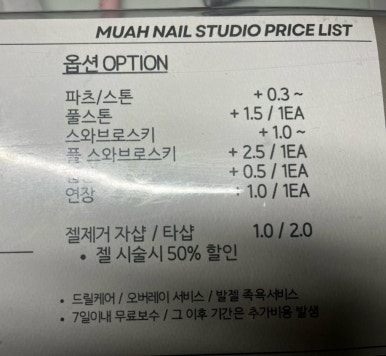 MUAH NAIL STUDIO PRICE LIST
옵션 OPTION
파츠/스톤 + 0.3 ~
풀스톤 + 1.5 / 1EA
스와브로스키 + 1.0 ~
풀 스와브로스키 + 2.5 / 1EA
+ 0.5 / 1EA
연장 1.0 / 1EA
젤제거 자샵 / 타샵 1.0 / 2.0
• 젤 시술시 50% 할인
• 드릴케어 / 오버레이 서비스 / 발젤 족욕서비스
• 7일이내 무료보수 / 그 이후 기간은 추가비용 발생